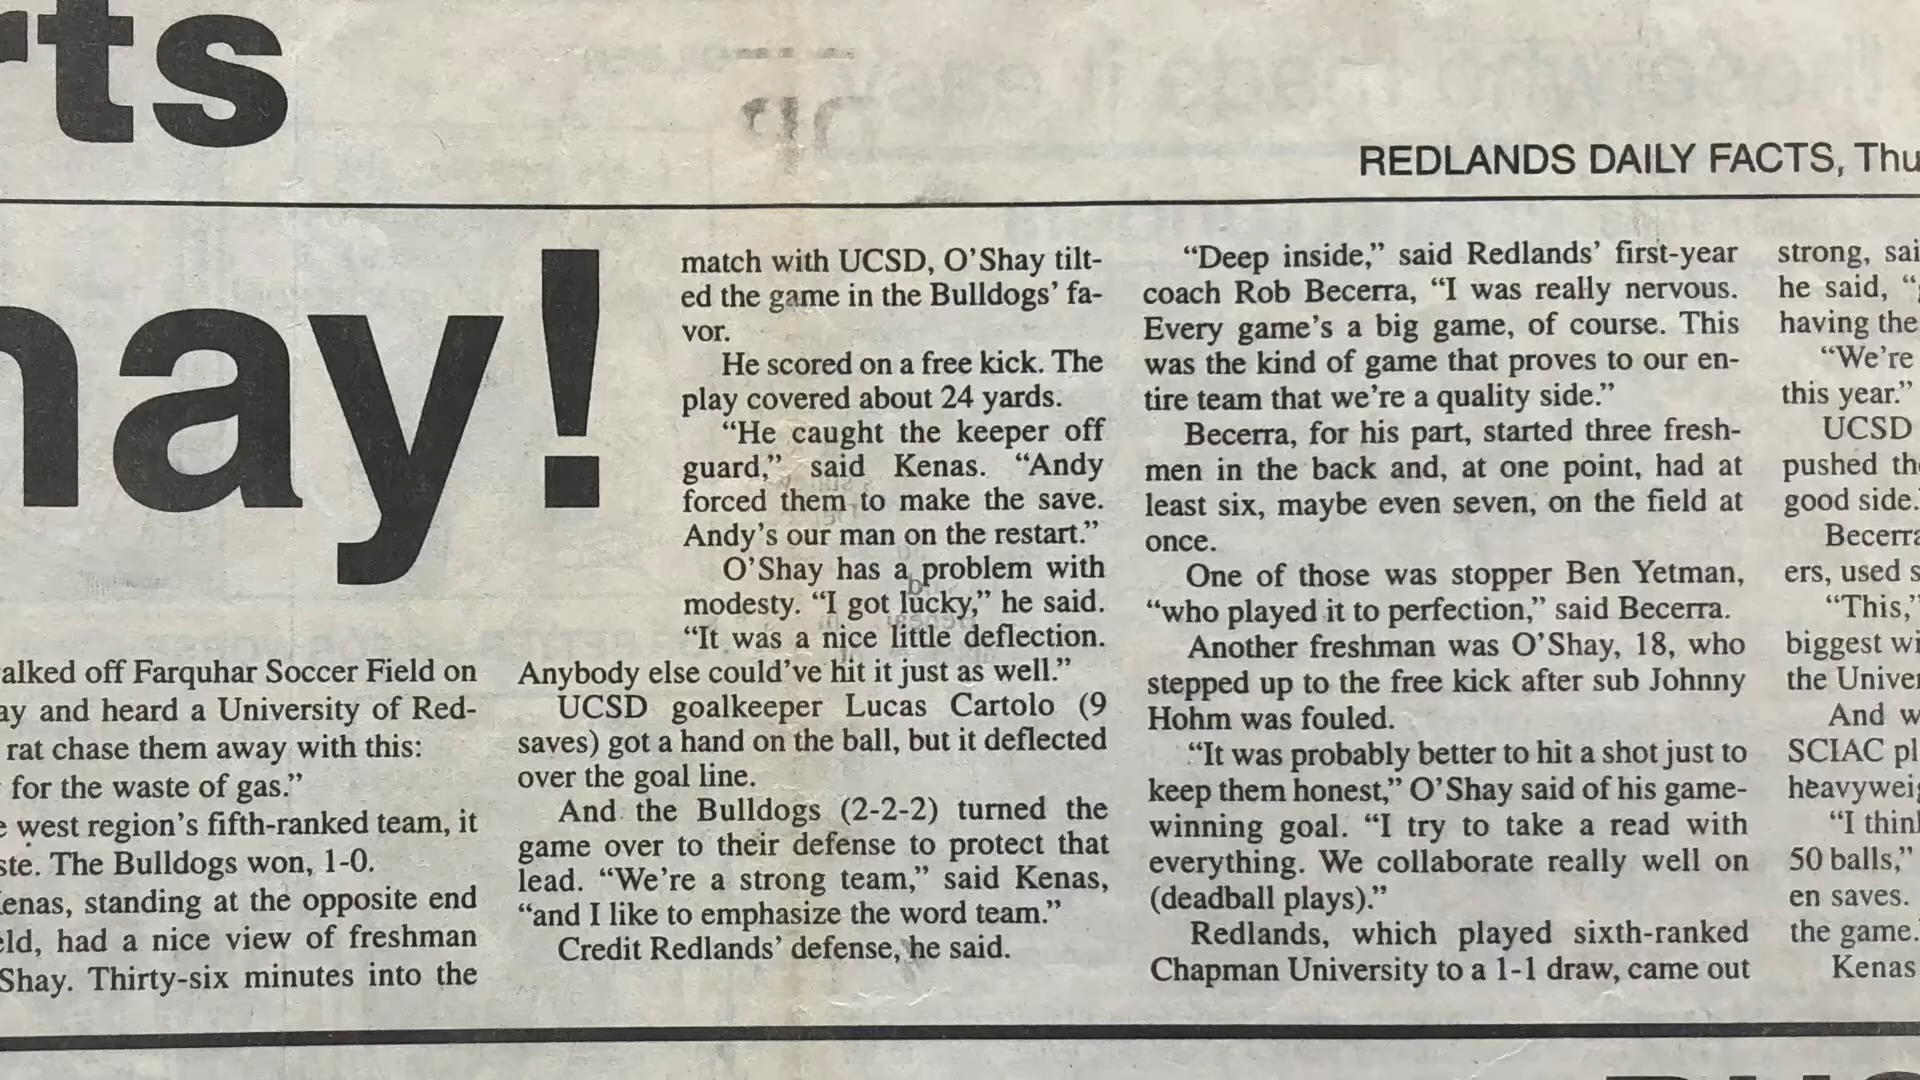 rts
REDLANDS DAILY FACTS, Thu
hay!
alked off Farquhar Soccer Field on
ay and heard a University of Red-
rat chase them away with this:
for the waste of gas.”
e west region’s fifth-ranked team, it
ste. The Bulldogs won, 1-0.
enas, standing at the opposite end
eld, had a nice view of freshman
Shay. Thirty-six minutes into the
match with UCSD, O’Shay tilt-
ed the game in the Bulldogs’ fa-
vor.
He scored on a free kick. The
play covered about 24 yards.
“He caught the keeper off
guard,” said Kenas. “Andy
forced them to make the save.
Andy’s our man on the restart.”
O’Shay has a problem with
modesty. “I got lucky,” he said.
“It was a nice little deflection.
Anybody else could’ve hit it just as well.”
UCSD goalkeeper Lucas Cartolo (9
saves) got a hand on the ball, but it deflected
over the goal line.
And the Bulldogs (2-2-2) turned the
game over to their defense to protect that
lead. “We’re a strong team,” said Kenas,
“and I like to emphasize the word team.”
Credit Redlands’ defense, he said.
“Deep inside,” said Redlands’ first-year
coach Rob Becerra, “I was really nervous.
Every game’s a big game, of course. This
was the kind of game that proves to our en-
tire team that we’re a quality side.”
Becerra, for his part, started three fresh-
men in the back and, at one point, had at
least six, maybe even seven, on the field at
once.
One of those was stopper Ben Yetman,
“who played it to perfection,” said Becerra.
Another freshman was O’Shay, 18, who
stepped up to the free kick after sub Johnny
Hohm was fouled.
“It was probably better to hit a shot just to
keep them honest,” O’Shay said of his game-
winning goal. “I try to take a read with
everything. We collaborate really well on
(deadball plays).”
Redlands, which played sixth-ranked
Chapman University to a 1-1 draw, came out
strong, sai
he said, “
having the
“We’re
this year.”
UCSD
pushed the
good side.
Becerra
ers, used s
“This,”
biggest wi
the Univer
And w
SCIAC pl
heavyweig
“I think
50 balls,”
en saves.
the game.
Kenas